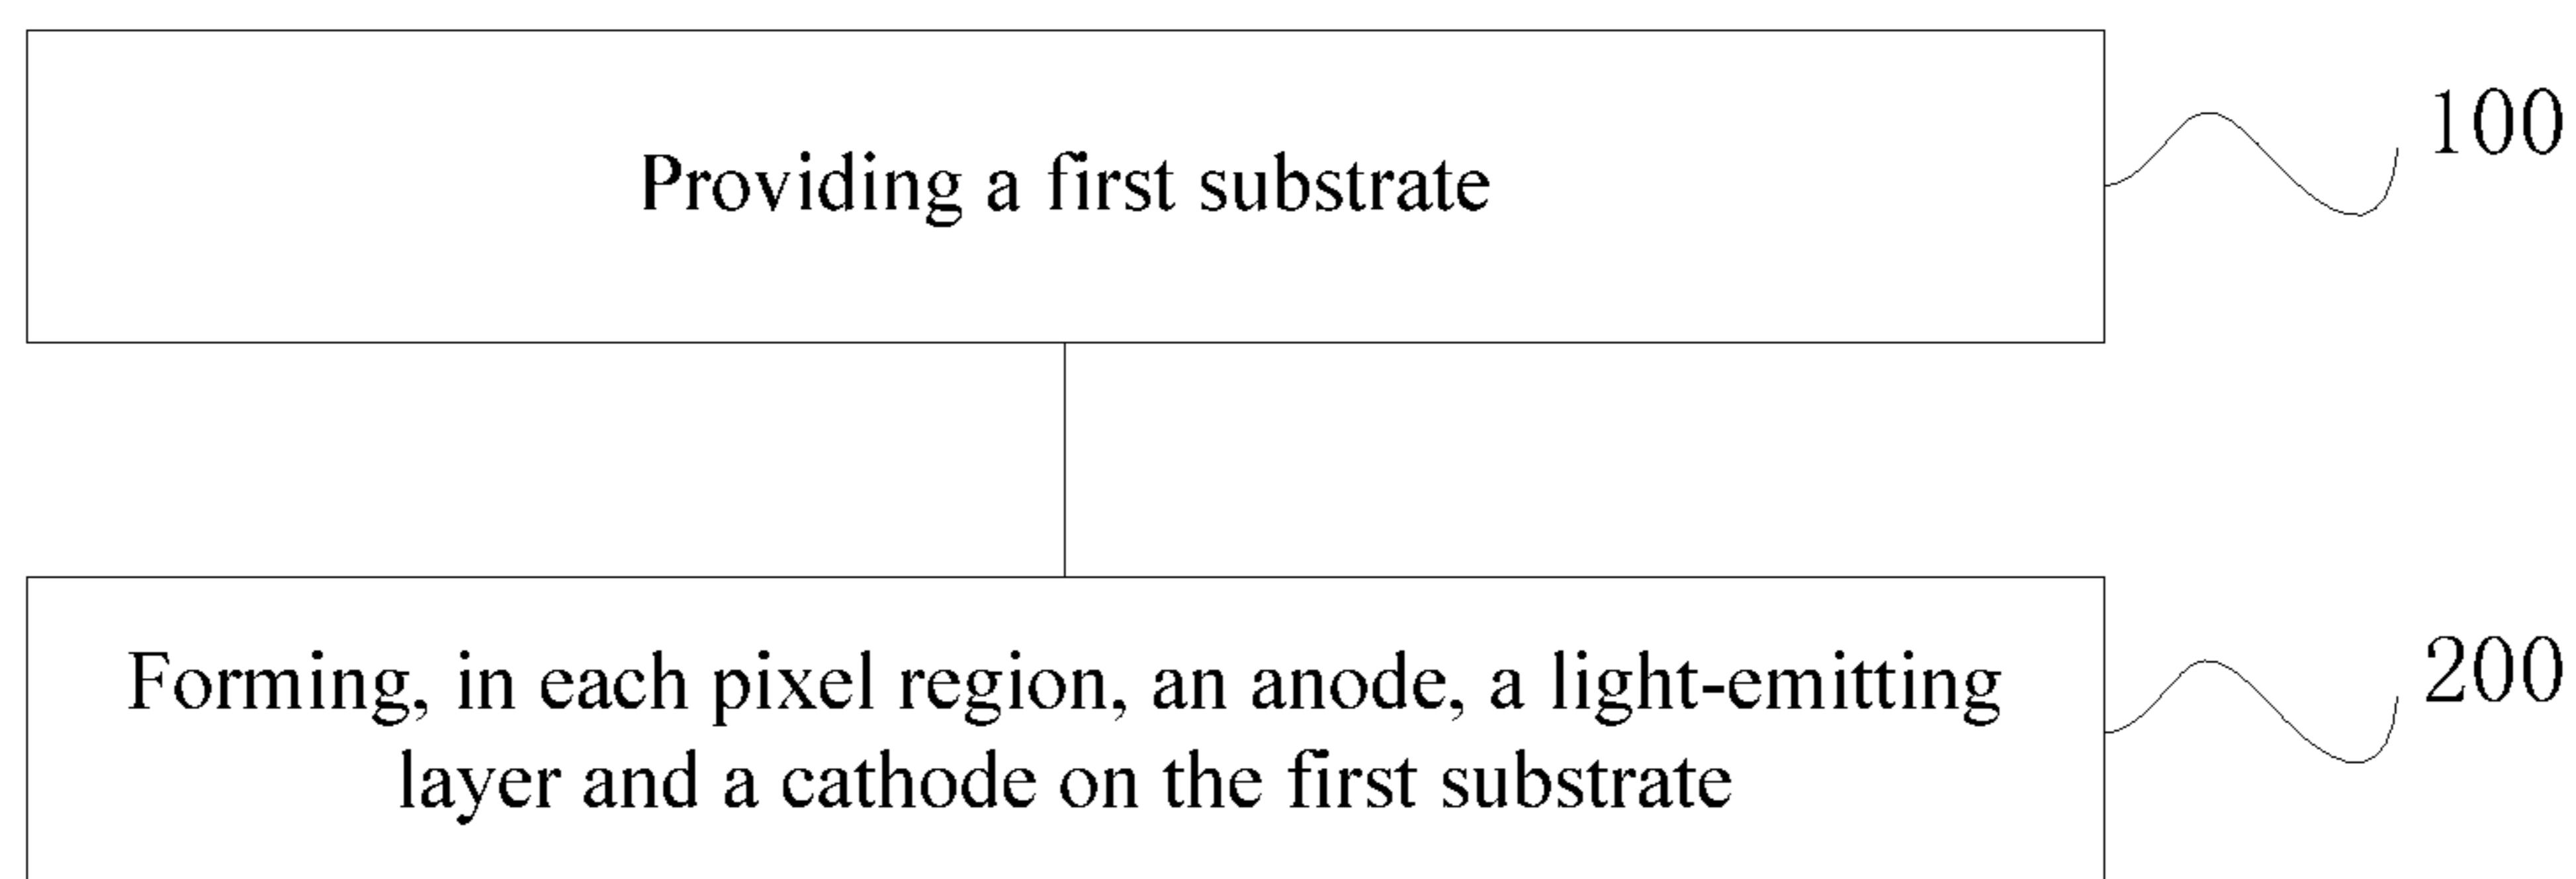 Providing a first substrate
100
Forming, in each pixel region, an anode, a light-emitting
layer and a cathode on the first substrate
200